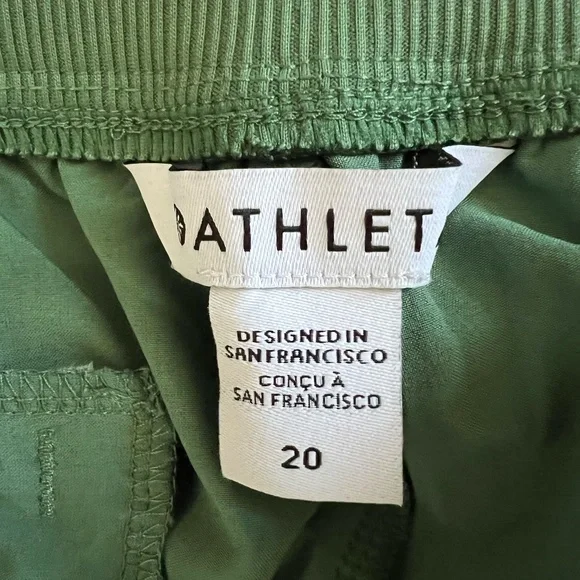 ATHLET
DESIGNED IN
SAN FRANCISCO
CONÇU À
SAN FRANCISCO
20